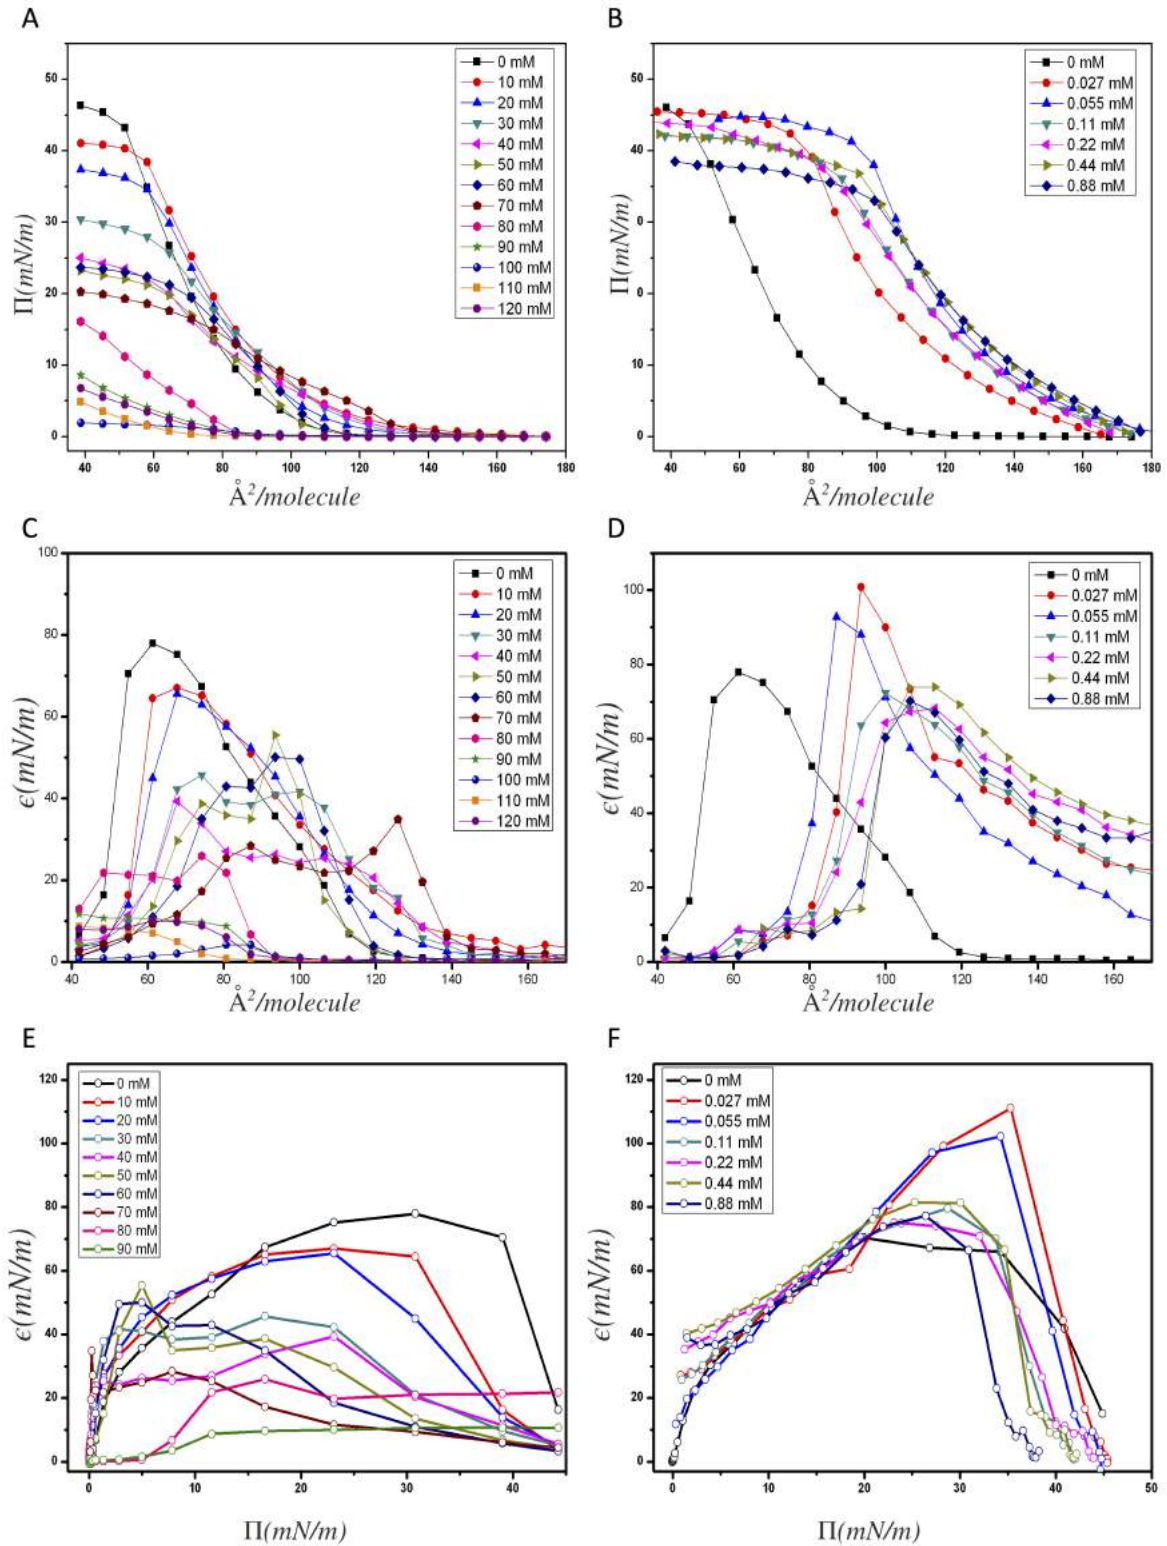 A
Π(mN/m)
50
40
30
20
10
0
0 mM
10 mM
20 mM
30 mM
40 mM
50 mM
60 mM
70 mM
80 mM
90 mM
100 mM
110 mM
120 mM
40 60 80 100 120 140 160 180
Å²/molecule
B
Π(mN/m)
50
40
0
0
10
0
0 mM
0.027 mM
0.055 mM
0.11 mM
0.22 mM
0.44 mM
0.88 mM
40 60 80 100 120 140 160 180
Å²/molecule
C
ϵ(mN/m)
100
80
60
40
20
0
0 mM
10 mM
20 mM
30 mM
40 mM
50 mM
60 mM
70 mM
80 mM
90 mM
100 mM
110 mM
120 mM
40 60 80 100 120 140 160
Å²/molecule
D
ϵ(mN/m)
100
80
60
40
20
0
0 mM
0.027 mM
0.055 mM
0.11 mM
0.22 mM
0.44 mM
0.88 mM
40 60 80 100 120 140 160
Å²/molecule
E
ϵ(mN/m)
120
100
80
60
40
20
0
0 mM
10 mM
20 mM
30 mM
40 mM
50 mM
60 mM
70 mM
80 mM
90 mM
0 10 20 30 40
Π(mN/m)
F
ϵ(mN/m)
120
100
80
60
40
20
0
0 mM
0.027 mM
0.055 mM
0.11 mM
0.22 mM
0.44 mM
0.88 mM
0 10 20 30 40 50
Π(mN/m)